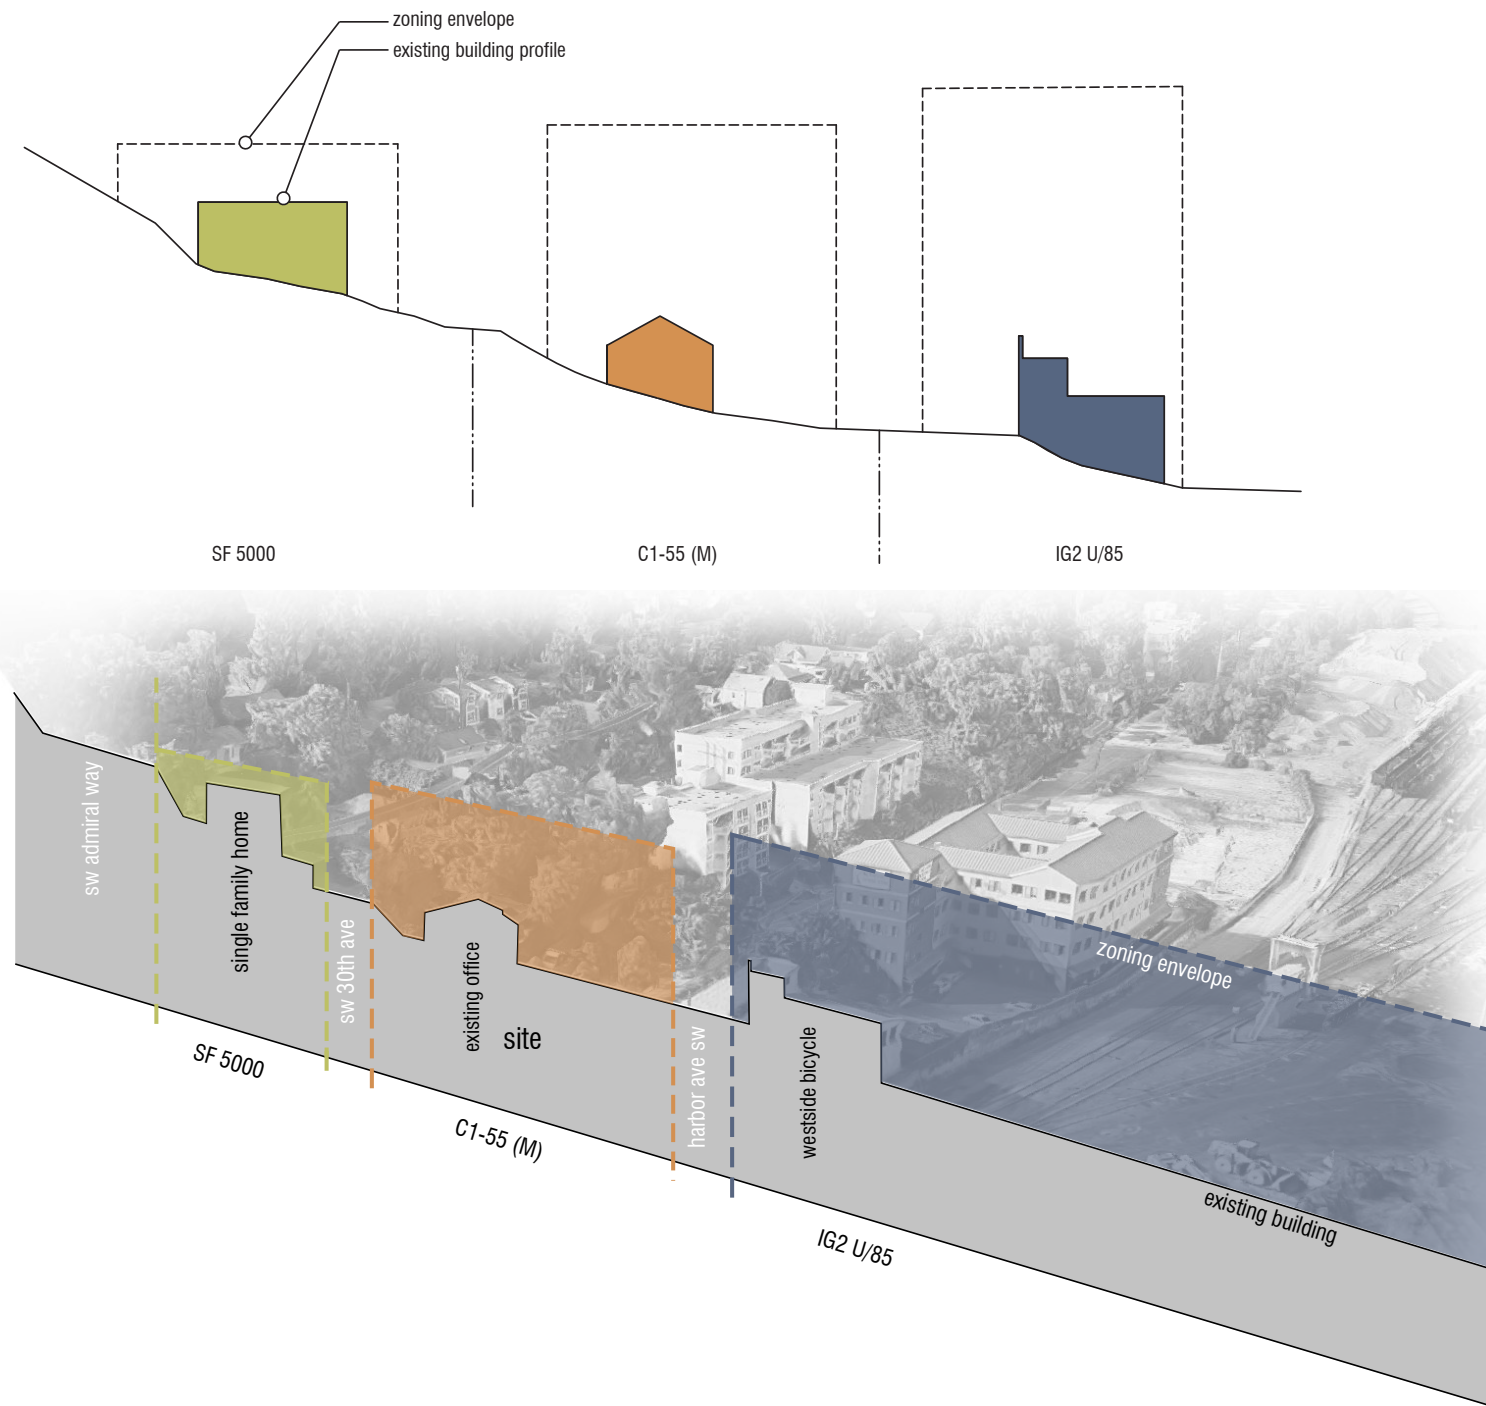 zoning envelope
existing building profile
SF 5000
C1-55 (M)
IG2 U/85
sw admiral way
single family home
sw 30th ave
existing office
site
harbor ave sw
westside bicycle
zoning envelope
existing building
SF 5000
C1-55 (M)
IG2 U/85